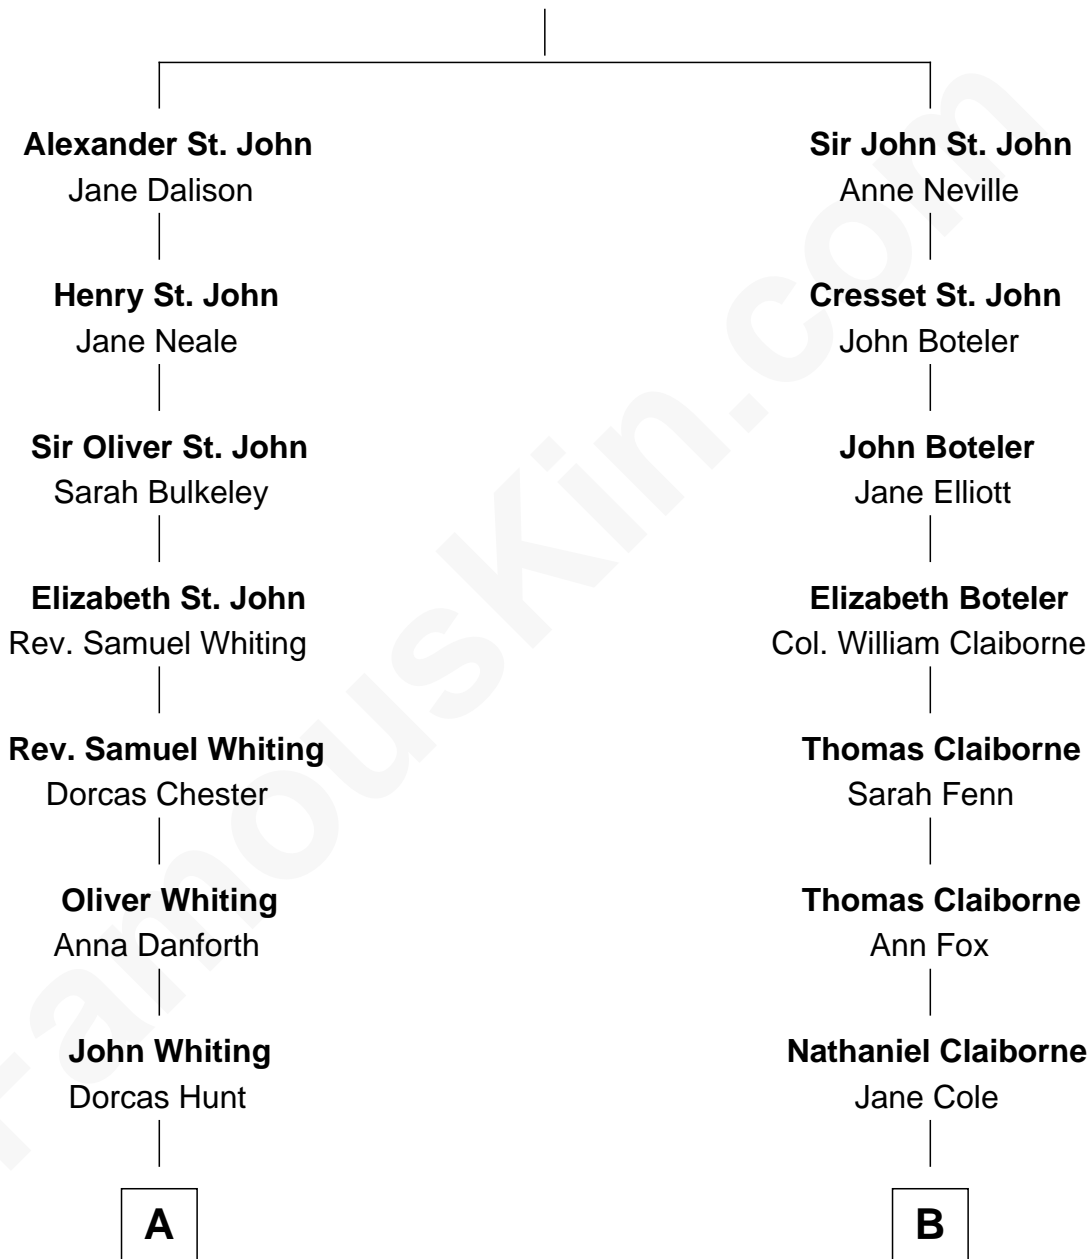 Alexander St. John
Jane Dalison
Henry St. John
Jane Neale
Sir Oliver St. John
Sarah Bulkeley
Elizabeth St. John
Rev. Samuel Whiting
Rev. Samuel Whiting
Dorcas Chester
Oliver Whiting
Anna Danforth
John Whiting
Dorcas Hunt
A
Sir John St. John
Anne Neville
Cresset St. John
John Boteler
John Boteler
Jane Elliott
Elizabeth Boteler
Col. William Claiborne
Thomas Claiborne
Sarah Fenn
Thomas Claiborne
Ann Fox
Nathaniel Claiborne
Jane Cole
B
FamousKin.com